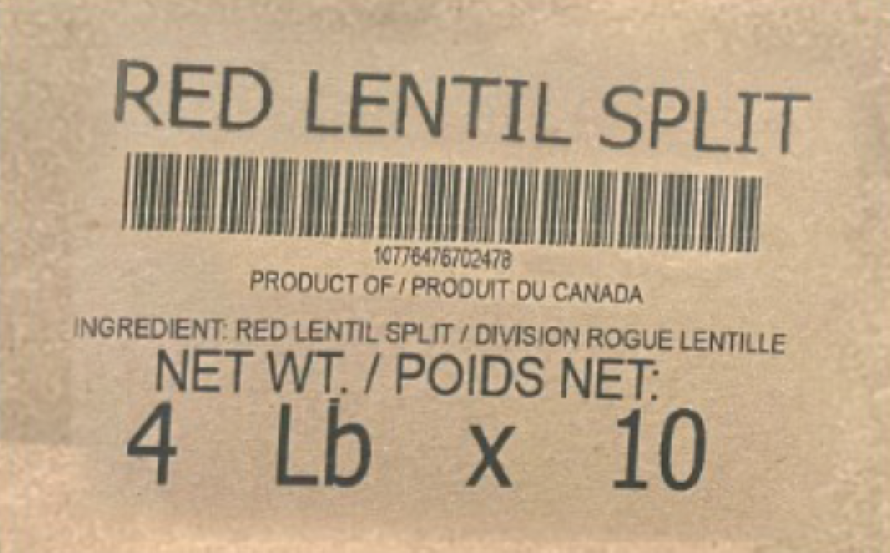 RED LENTIL SPLIT
10776476702478
PRODUCT OF / PRODUIT DU CANADA
INGREDIENT: RED LENTIL SPLIT / DIVISION ROGUE LENTILLE
NET WT. / POIDS NET:
4 Lb x 10